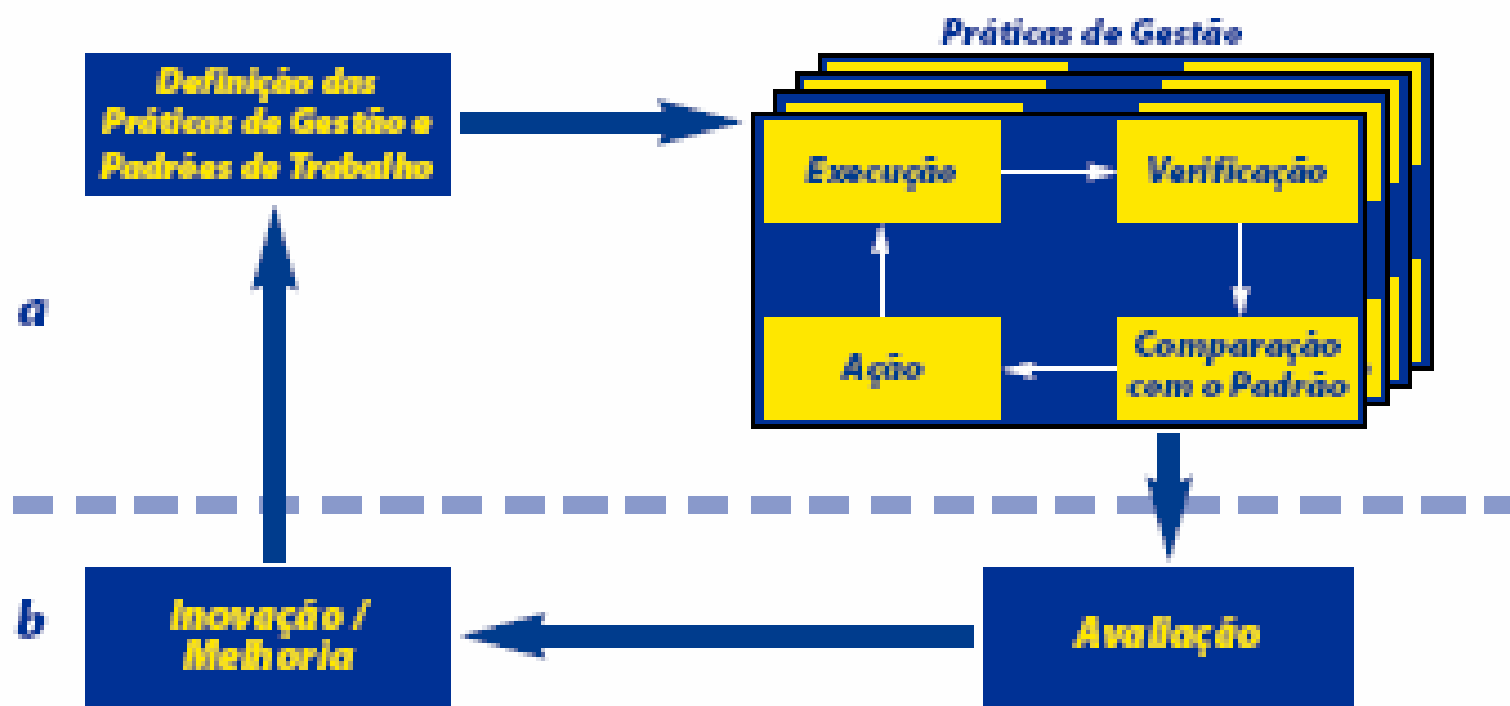 Práticas de Gestão
Definição das
Práticas de Gestão e
Padrões de Trabalho
Execução
Verificação
a
Ação
Comparação
com o Padrão
b
Inovação /
Melhoria
Avaliação